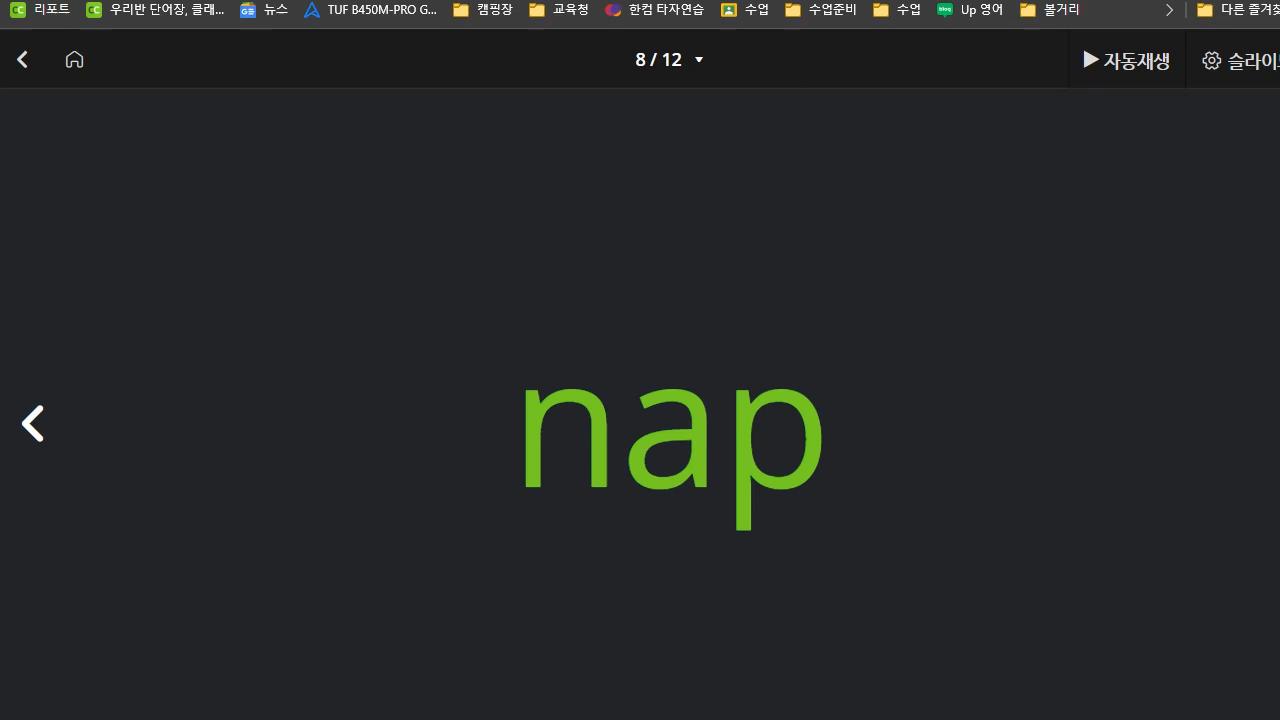 리포트 우리반 단어장, 클래... 뉴스 TUF B450M-PRO G... 캠핑장 교육청 한컴 타자연습 수업 수업준비 수업 Up 영어 볼거리 다른 즐겨찾
8 / 12 자동재생 슬라이드
nap